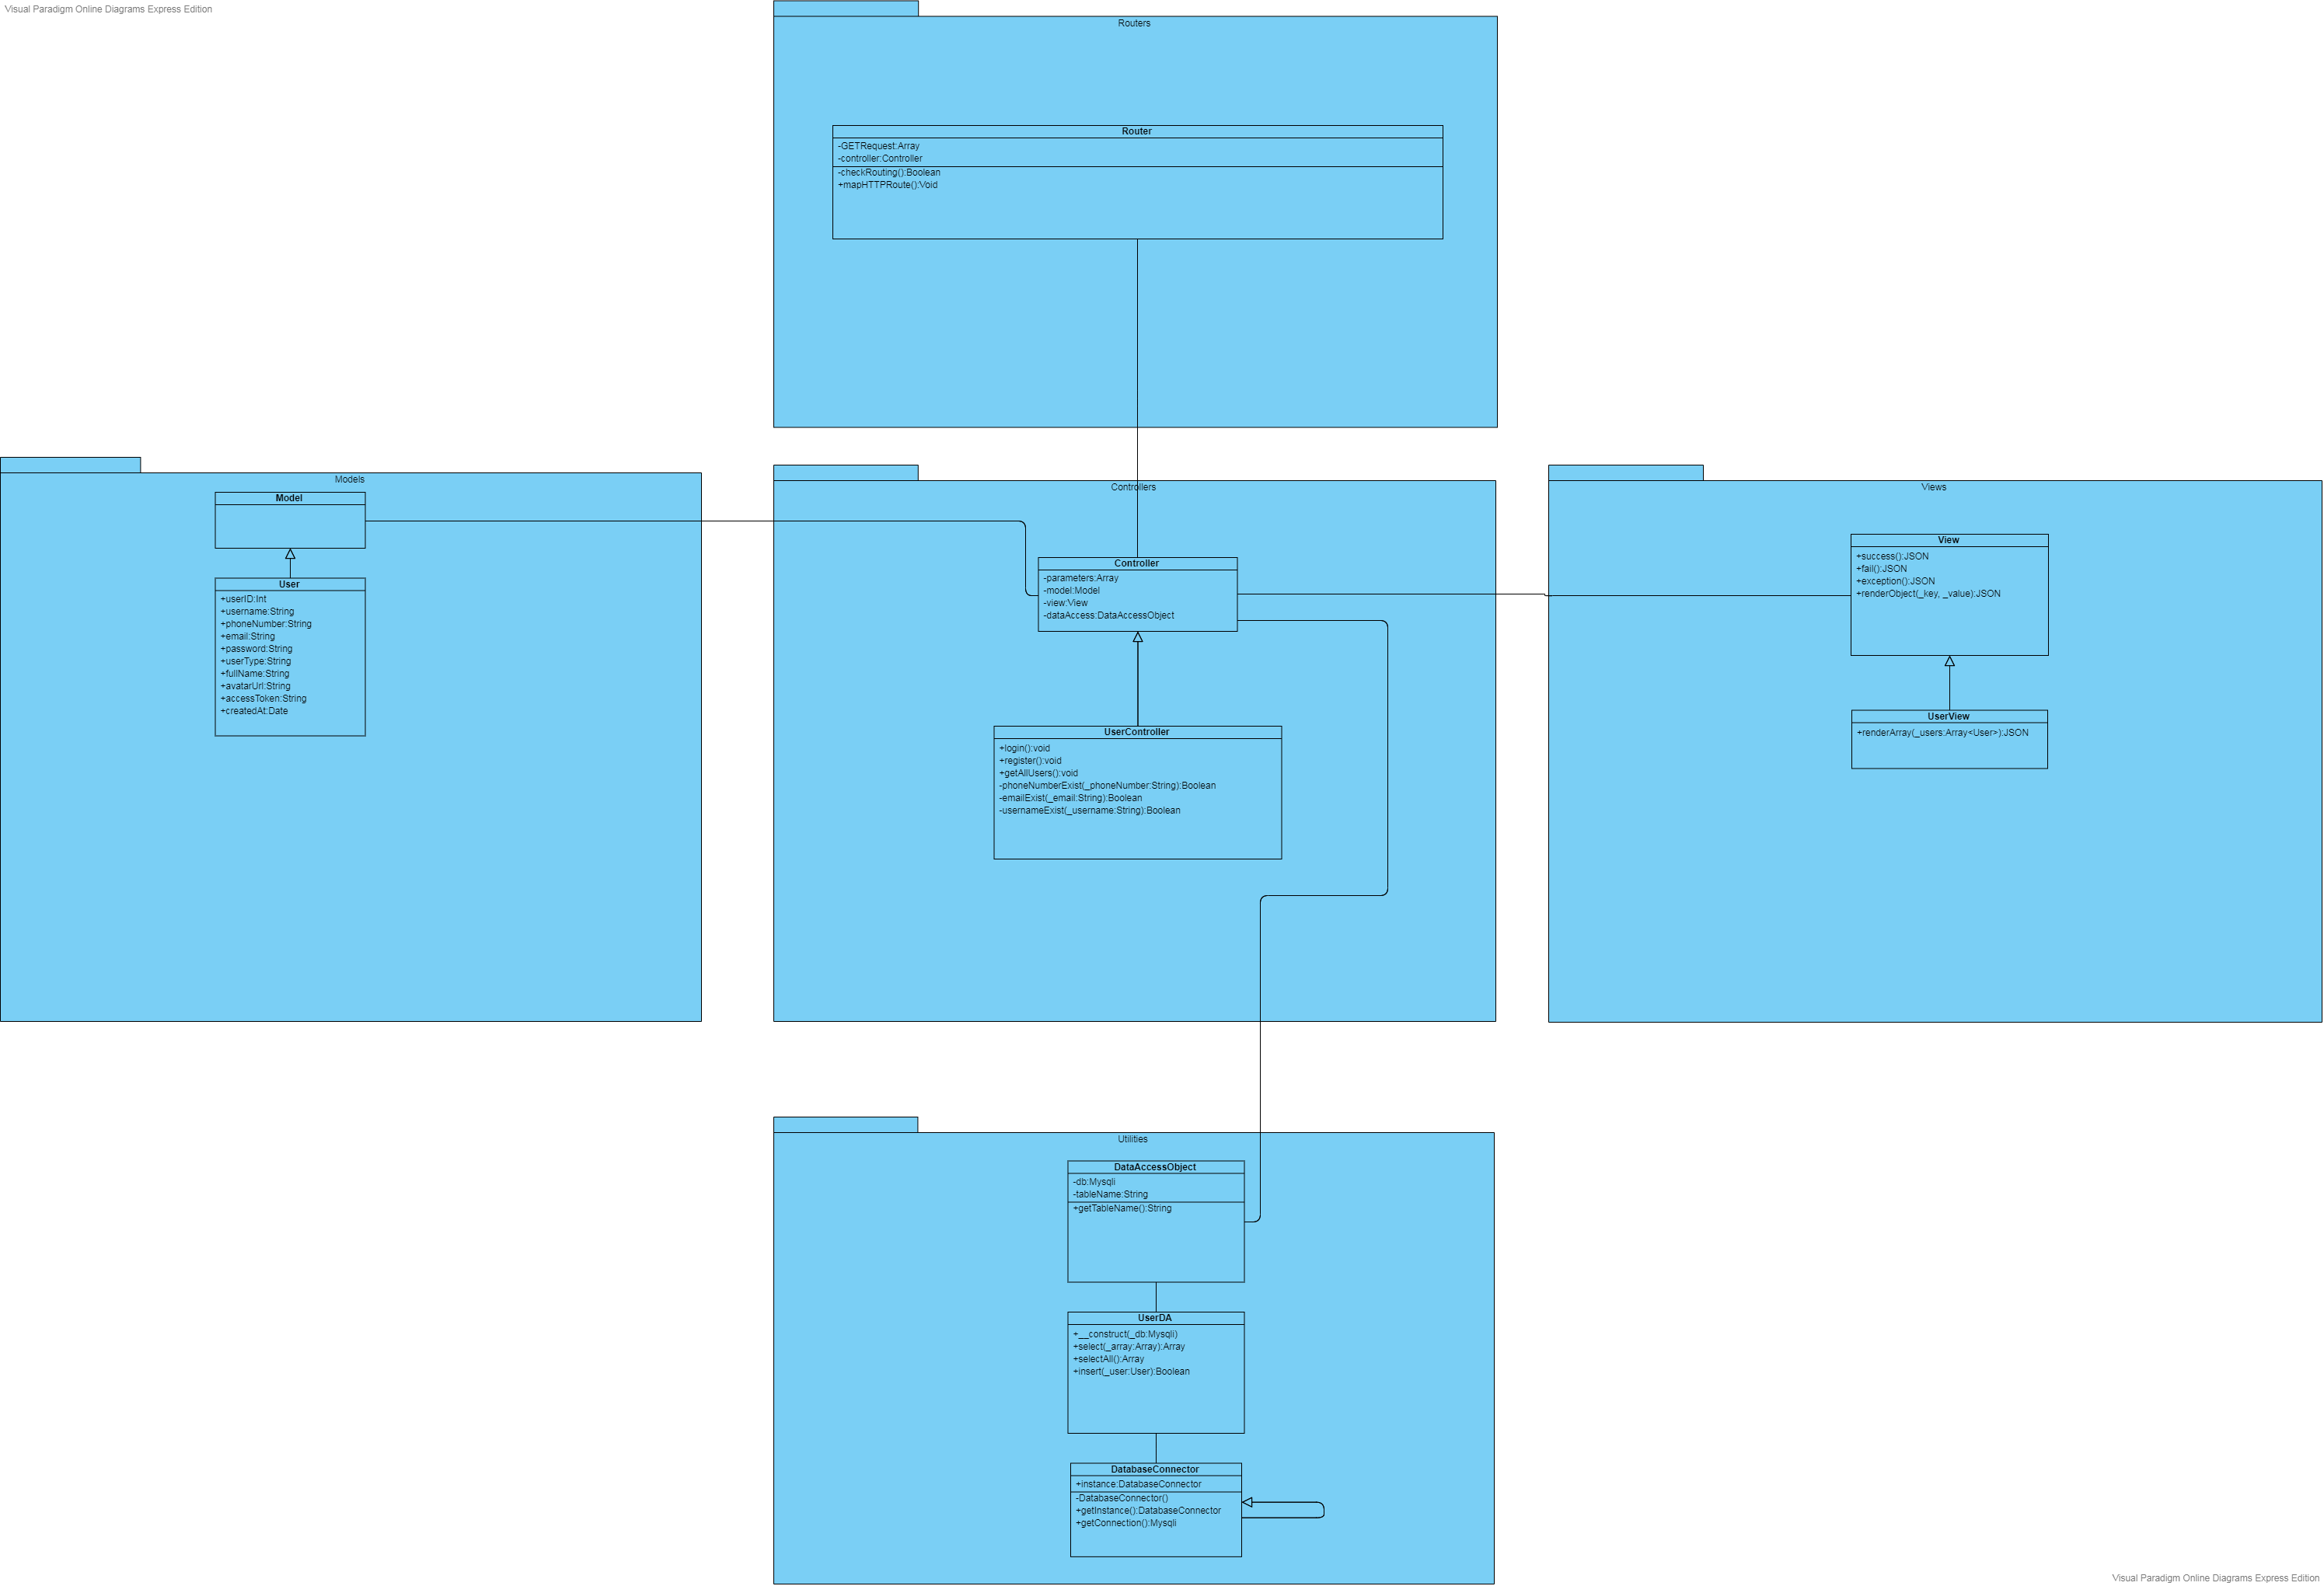 Visual Paradigm Online Diagrams Express Edition
Routers
Router
-GETRequest:Array
-controller:Controller
-checkRouting():Boolean
+mapHTTPRoute():Void
Models
Model
User
+userID:Int
+username:String
+phoneNumber:String
+email:String
+password:String
+userType:String
+fullName:String
+avatarUrl:String
+accessToken:String
+createdAt:Date
Controllers
Controller
-parameters:Array
-model:Model
-view:View
-dataAccess:DataAccessObject
UserController
+login():void
+register():void
+getAllUsers():void
-phoneNumberExist(_phoneNumber:String):Boolean
-emailExist(_email:String):Boolean
-usernameExist(_username:String):Boolean
Views
View
+success():JSON
+fail():JSON
+exception():JSON
+renderObject(_key, _value):JSON
UserView
+renderArray(_users:Array<User>):JSON
Utilities
DataAccessObject
-db:Mysqli
-tableName:String
+getTableName():String
UserDA
+__construct(_db:Mysqli)
+select(_array:Array):Array
+selectAll():Array
+insert(_user:User):Boolean
DatabaseConnector
+instance:DatabaseConnector
-DatabaseConnector()
+getInstance():DatabaseConnector
+getConnection():Mysqli
Visual Paradigm Online Diagrams Express Edition